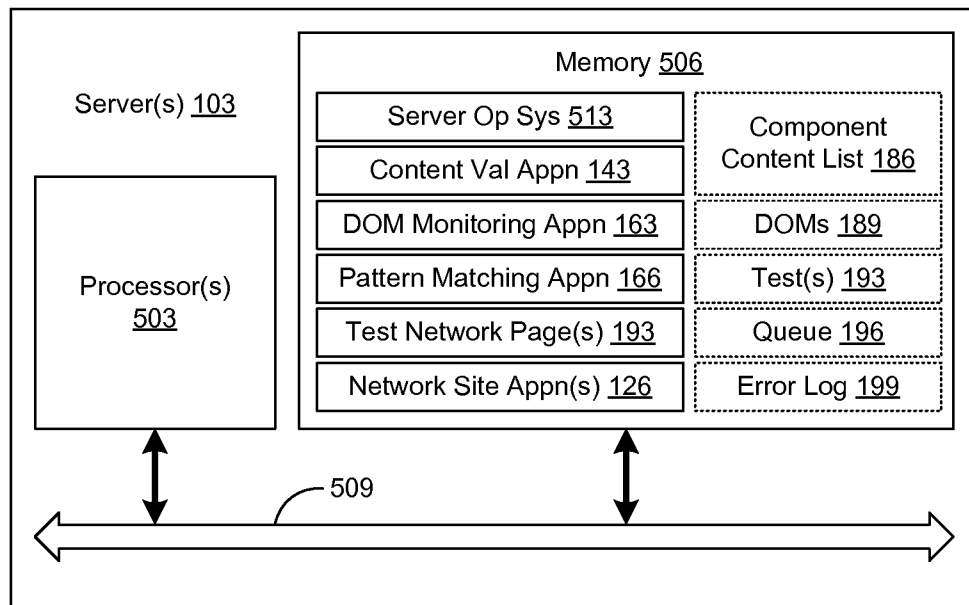 Server(s) 103
Processor(s)
503
Memory 506
Server Op Sys 513
Content Val Appn 143
DOM Monitoring Appn 163
Pattern Matching Appn 166
Test Network Page(s) 193
Network Site Appn(s) 126
Component
Content List 186
DOMs 189
Test(s) 193
Queue 196
Error Log 199
509